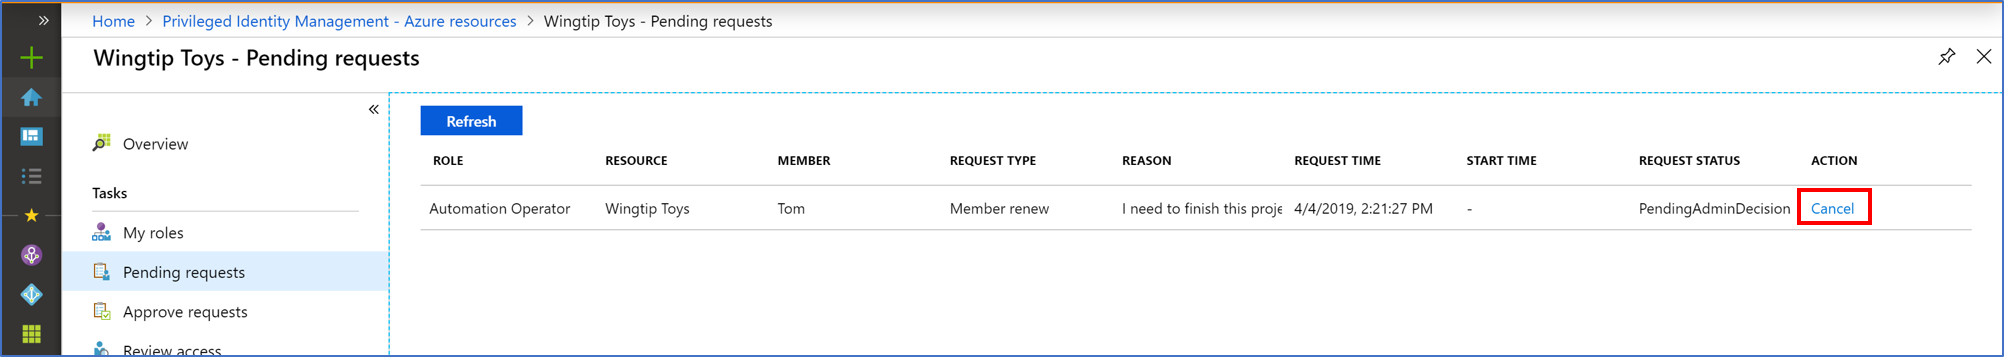 Home > Privileged Identity Management - Azure resources > Wingtip Toys - Pending requests
Wingtip Toys - Pending requests
Refresh
ROLE RESOURCE MEMBER REQUEST TYPE REASON REQUEST TIME START TIME REQUEST STATUS ACTION
Automation Operator Wingtip Toys Tom Member renew I need to finish this proje 4/4/2019, 2:21:27 PM - PendingAdminDecision Cancel
Overview
Tasks
My roles
Pending requests
Approve requests
Review access